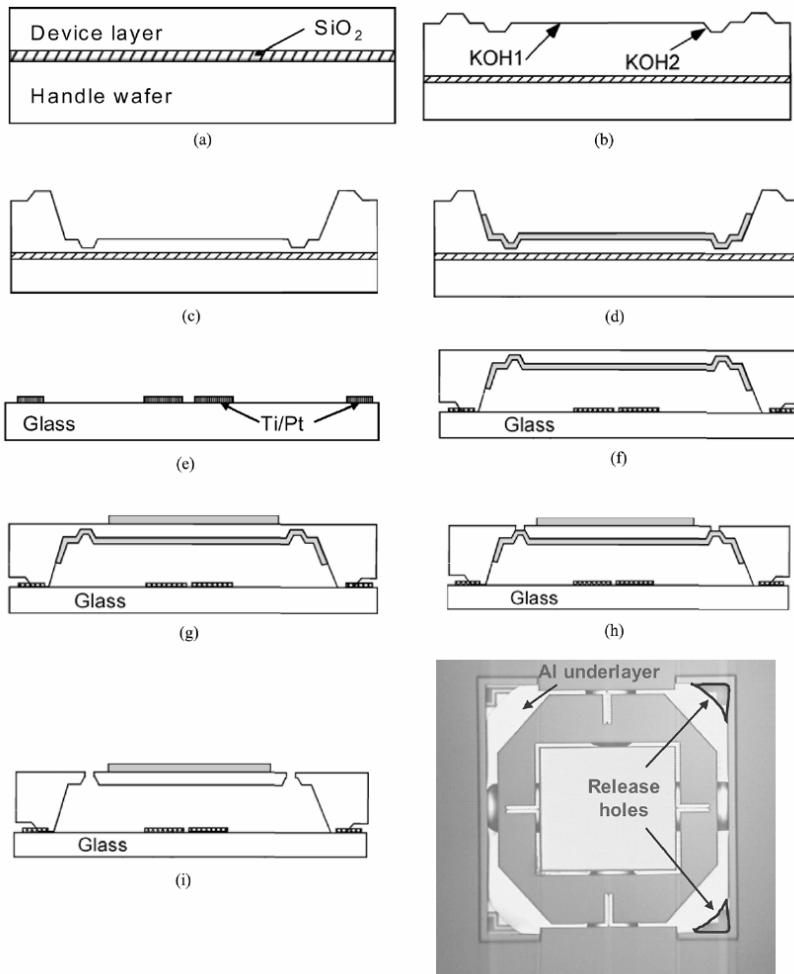 Device layer
SiO2
Handle wafer
(a)
KOH1
KOH2
(b)
(c)
(d)
Glass
Ti/Pt
(e)
Glass
(f)
Glass
(g)
Glass
(h)
Glass
(i)
Al underlayer
Release
holes